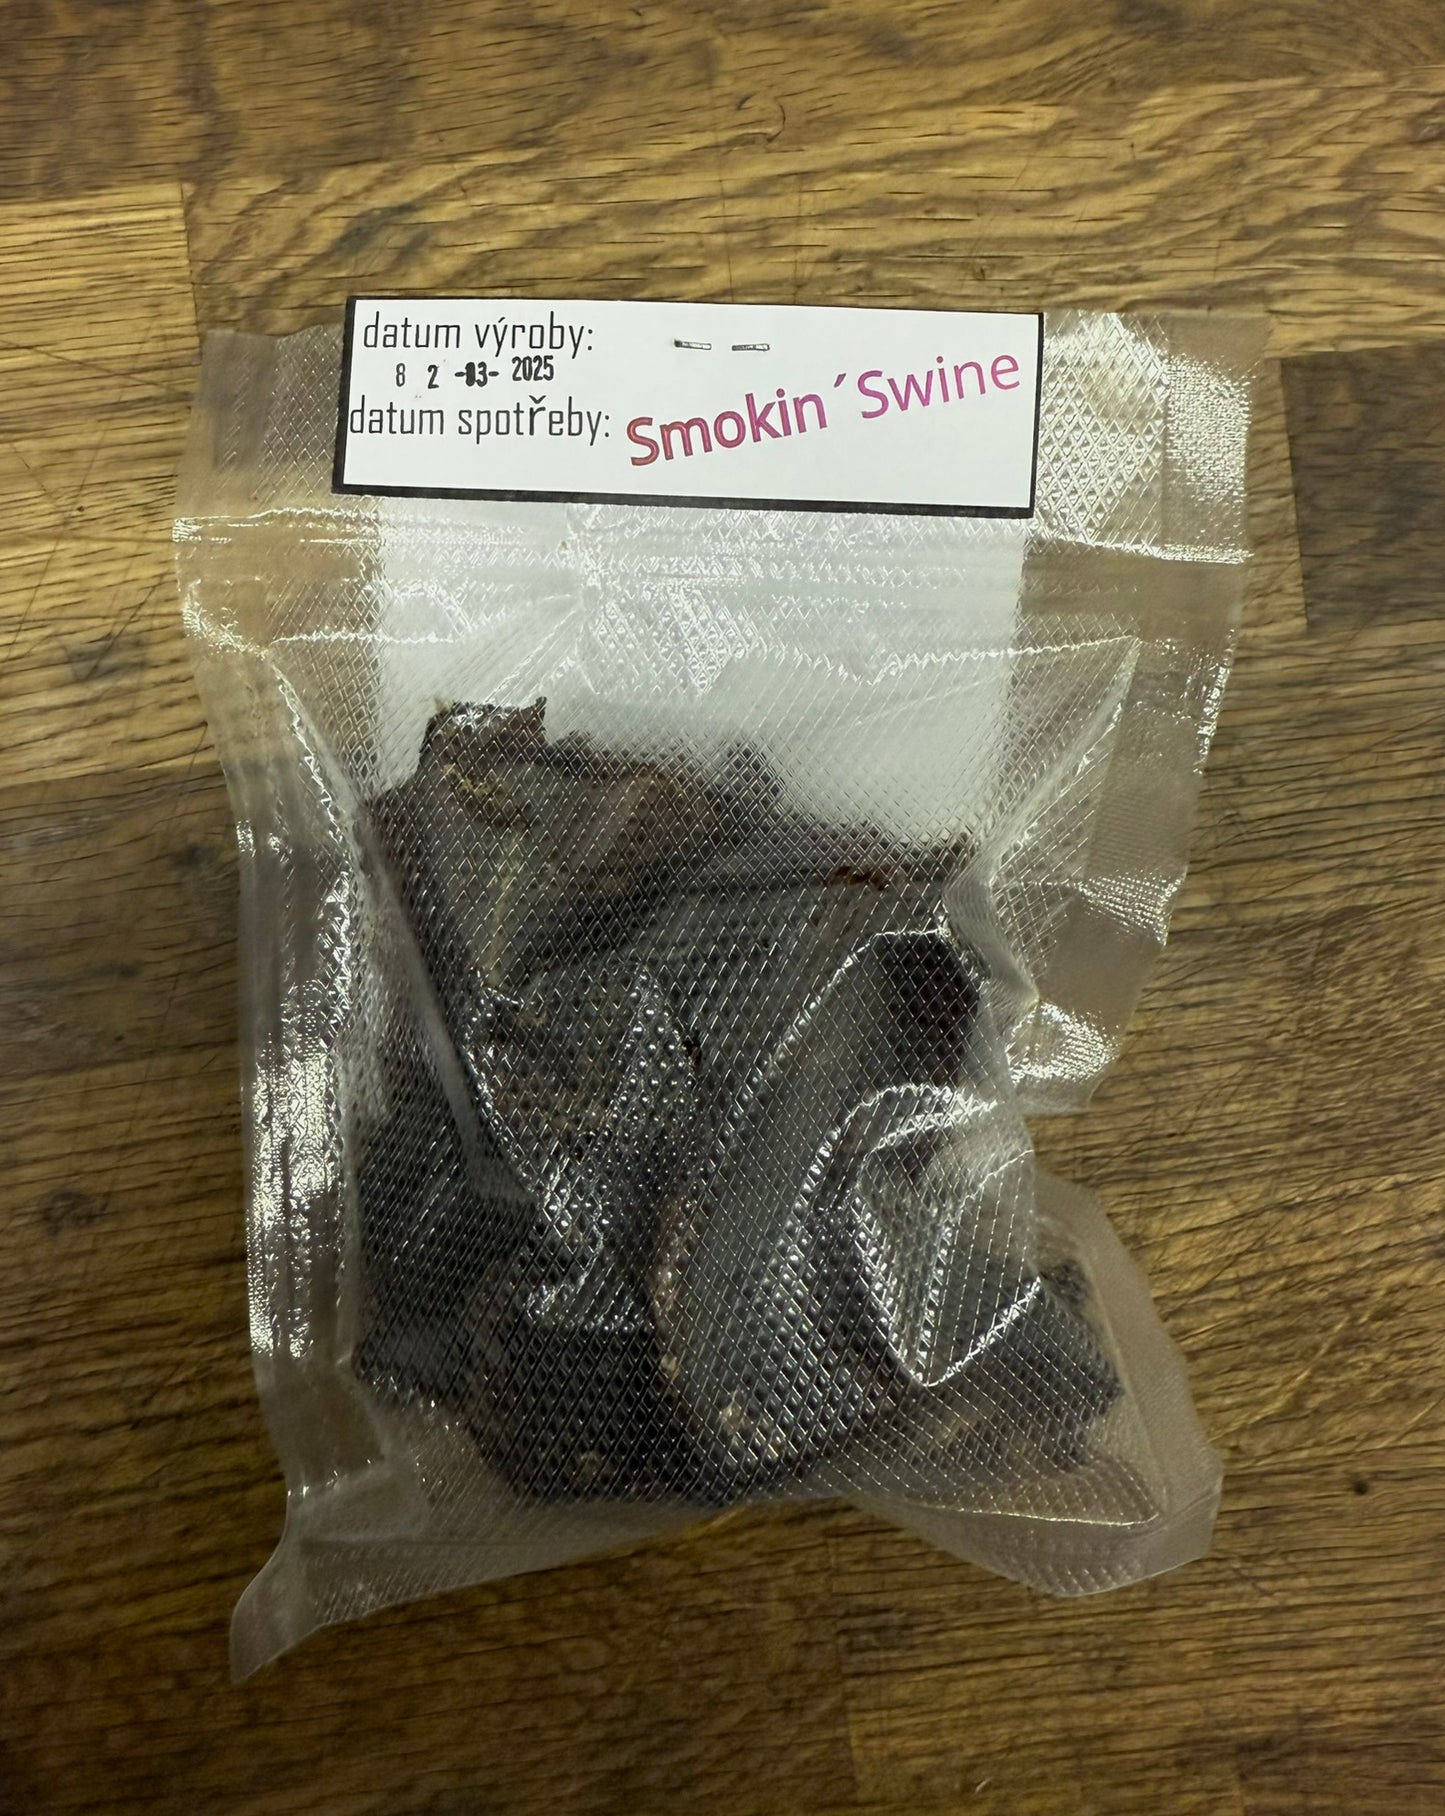 datum výroby:
8 2 -03- 2025
datum spotřeby:
Smokin´Swine